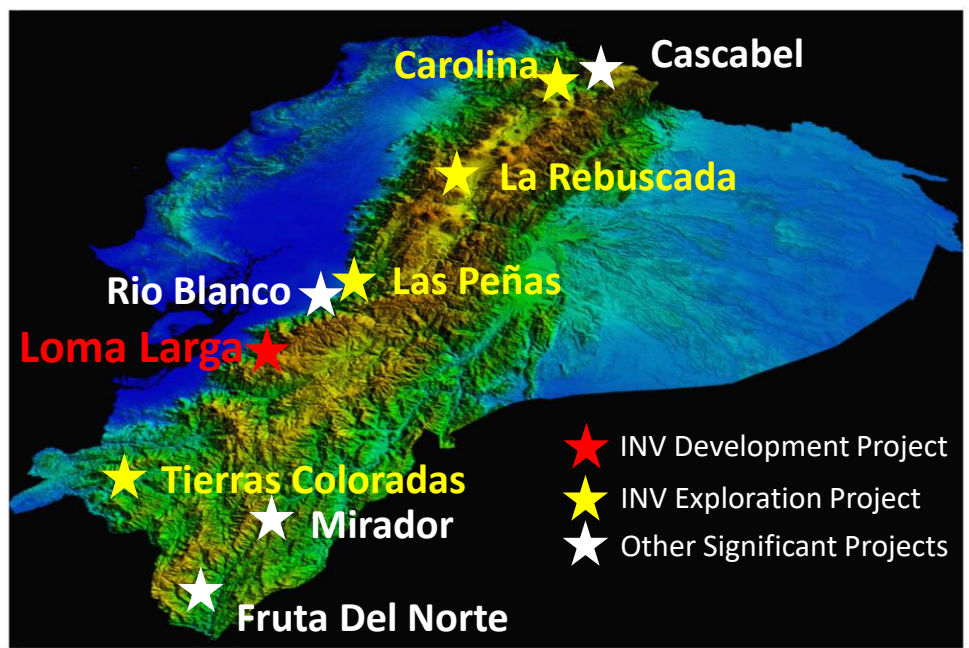 Carolina
Cascabel
La Rebuscada
Las Peñas
Rio Blanco
Loma Larga
Tierras Coloradas
Mirador
Fruta Del Norte
INV Development Project
INV Exploration Project
Other Significant Projects